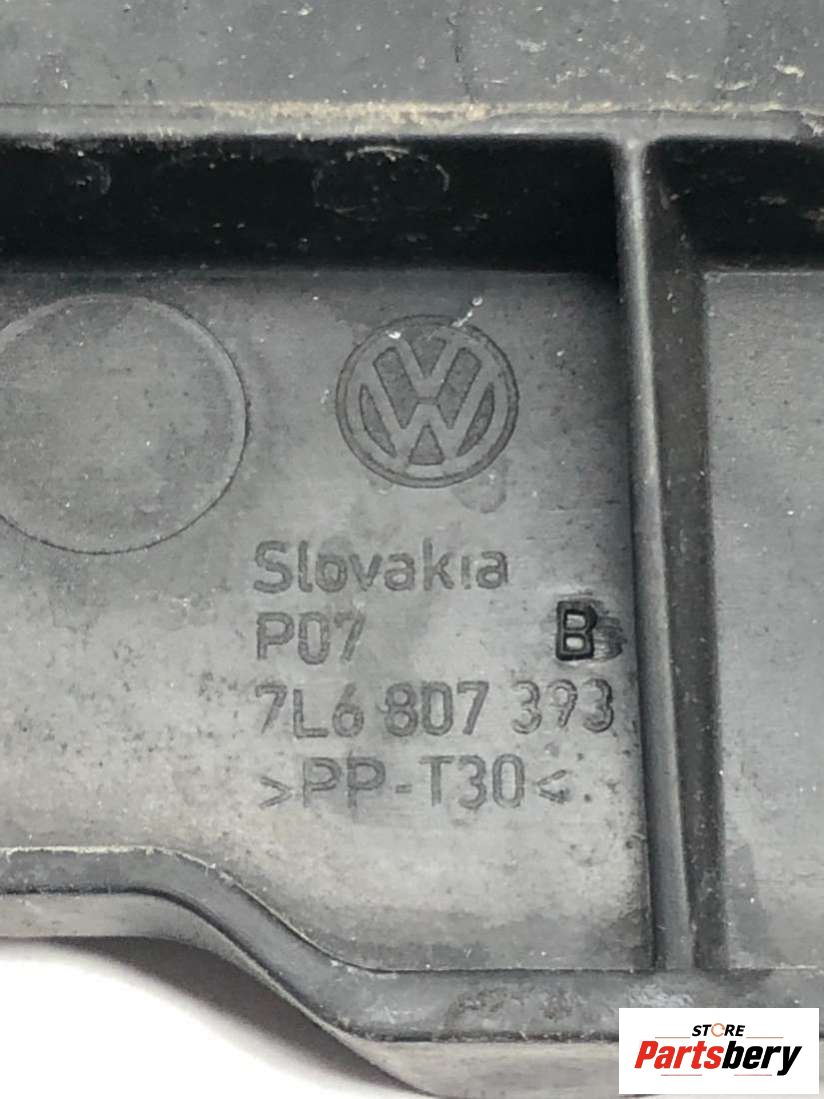 Slovakia
P07 B
7L6 807 393
>PP-T30<
STORE
Partsbery